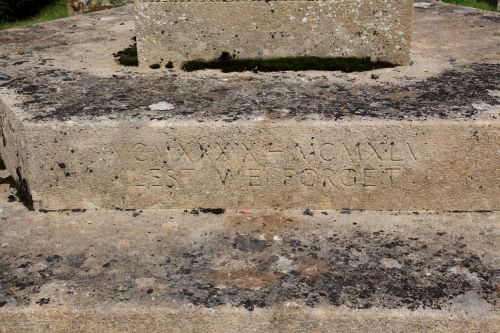 MCMXXXIX - MCMXLV
LEST WE FORGET